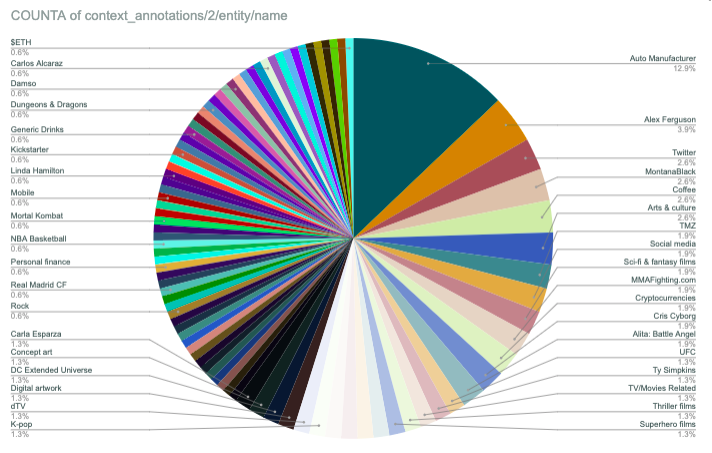 COUNTA of context_annotations/2/entity/name
$ETH
0.6%
Carlos Alcaraz
0.6%
Damso
0.6%
Dungeons & Dragons
0.6%
Generic Drinks
0.6%
Kickstarter
0.6%
Linda Hamilton
0.6%
Mobile
0.6%
Mortal Kombat
0.6%
NBA Basketball
0.6%
Personal finance
0.6%
Real Madrid CF
0.6%
Rock
0.6%
Carla Esparza
1.3%
Concept art
1.3%
DC Extended Universe
1.3%
Digital artwork
1.3%
dTV
1.3%
K-pop
1.3%
Auto Manufacturer
12.9%
Alex Ferguson
3.9%
Twitter
2.6%
MontanaBlack
2.6%
Coffee
2.6%
Arts & culture
2.6%
TMZ
1.9%
Social media
1.9%
Sci-fi & fantasy films
1.9%
MMAFighting.com
1.9%
Cryptocurrencies
1.9%
Cris Cyborg
1.9%
Alita: Battle Angel
1.9%
UFC
1.3%
Ty Simpkins
1.3%
TV/Movies Related
1.3%
Thriller films
1.3%
Superhero films
1.3%